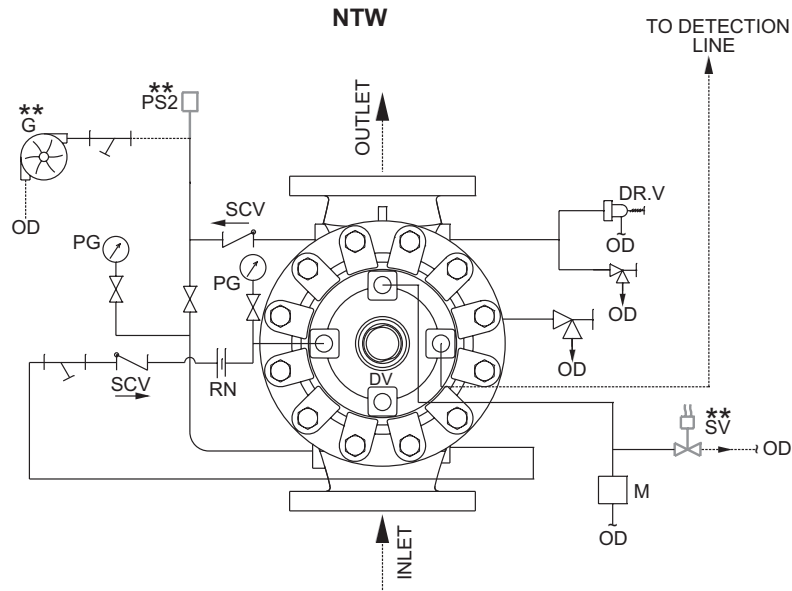 NTW
TO DETECTION
LINE
**
PS2
**
G
OUTLET
DR.V
SCV
OD
OD
PG
PG
OD
OD
SCV
RN
DV
**
SV
OD
M
OD
INLET